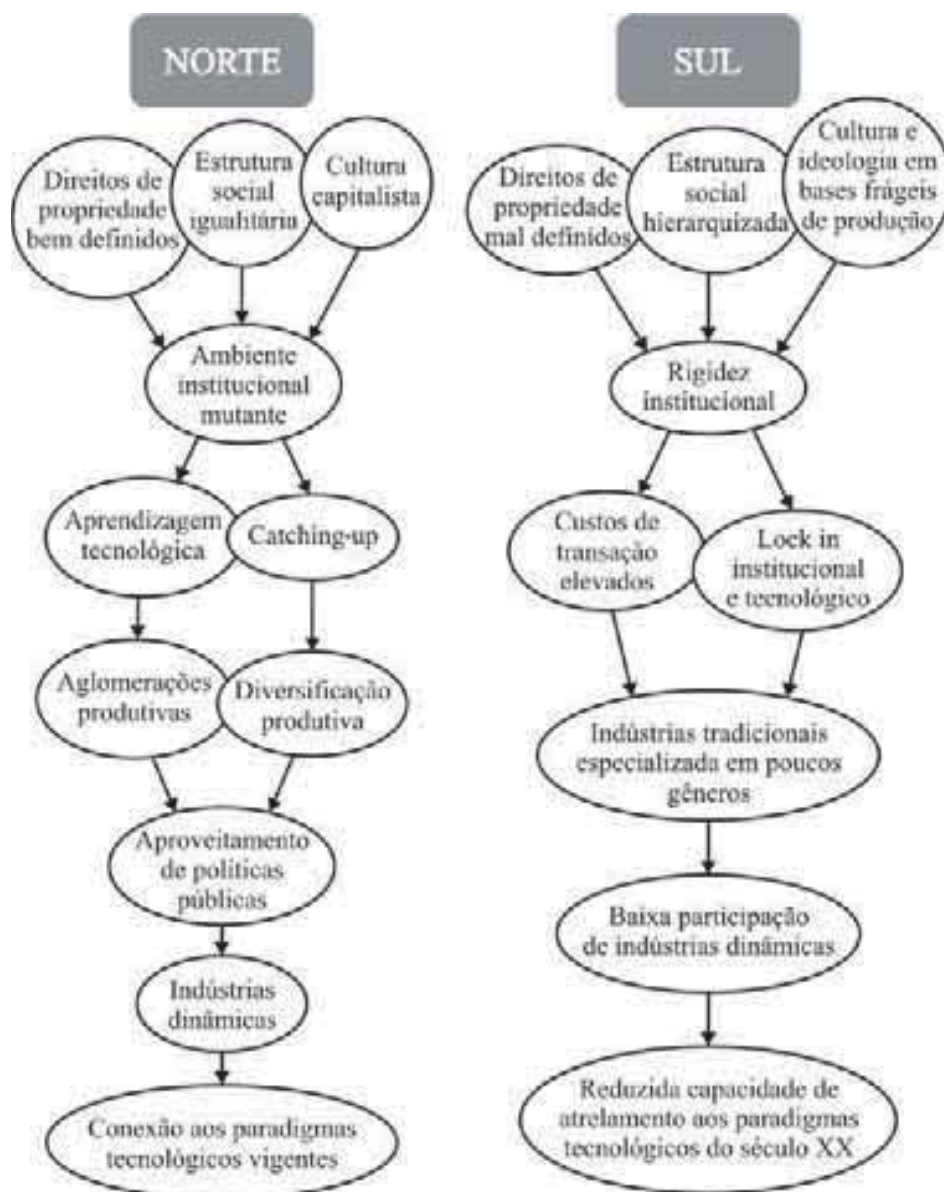 NORTE
Direitos de
propriedade
bem definidos
Estrutura
social
igualitária
Cultura
capitalista
Ambiente
institucional
mutante
Aprendizagem
tecnológica
Catching-up
Aglomerações
produtivas
Diversificação
produtiva
Aproveitamento
de políticas
públicas
Indústrias
dinâmicas
Conexão aos paradigmas
tecnológicos vigentes
SUL
Direitos de
propriedade
mal definidos
Estrutura
social
hierarquizada
Cultura e
ideologia em
bases frágeis
de produção
Rigidez
institucional
Custos de
transação
elevados
Lock in
institucional
e tecnológico
Indústrias tradicionais
especializada em poucos
gêneros
Baixa participação
de indústrias dinâmicas
Reduzida capacidade de
atrelamento aos paradigmas
tecnológicos do século XX